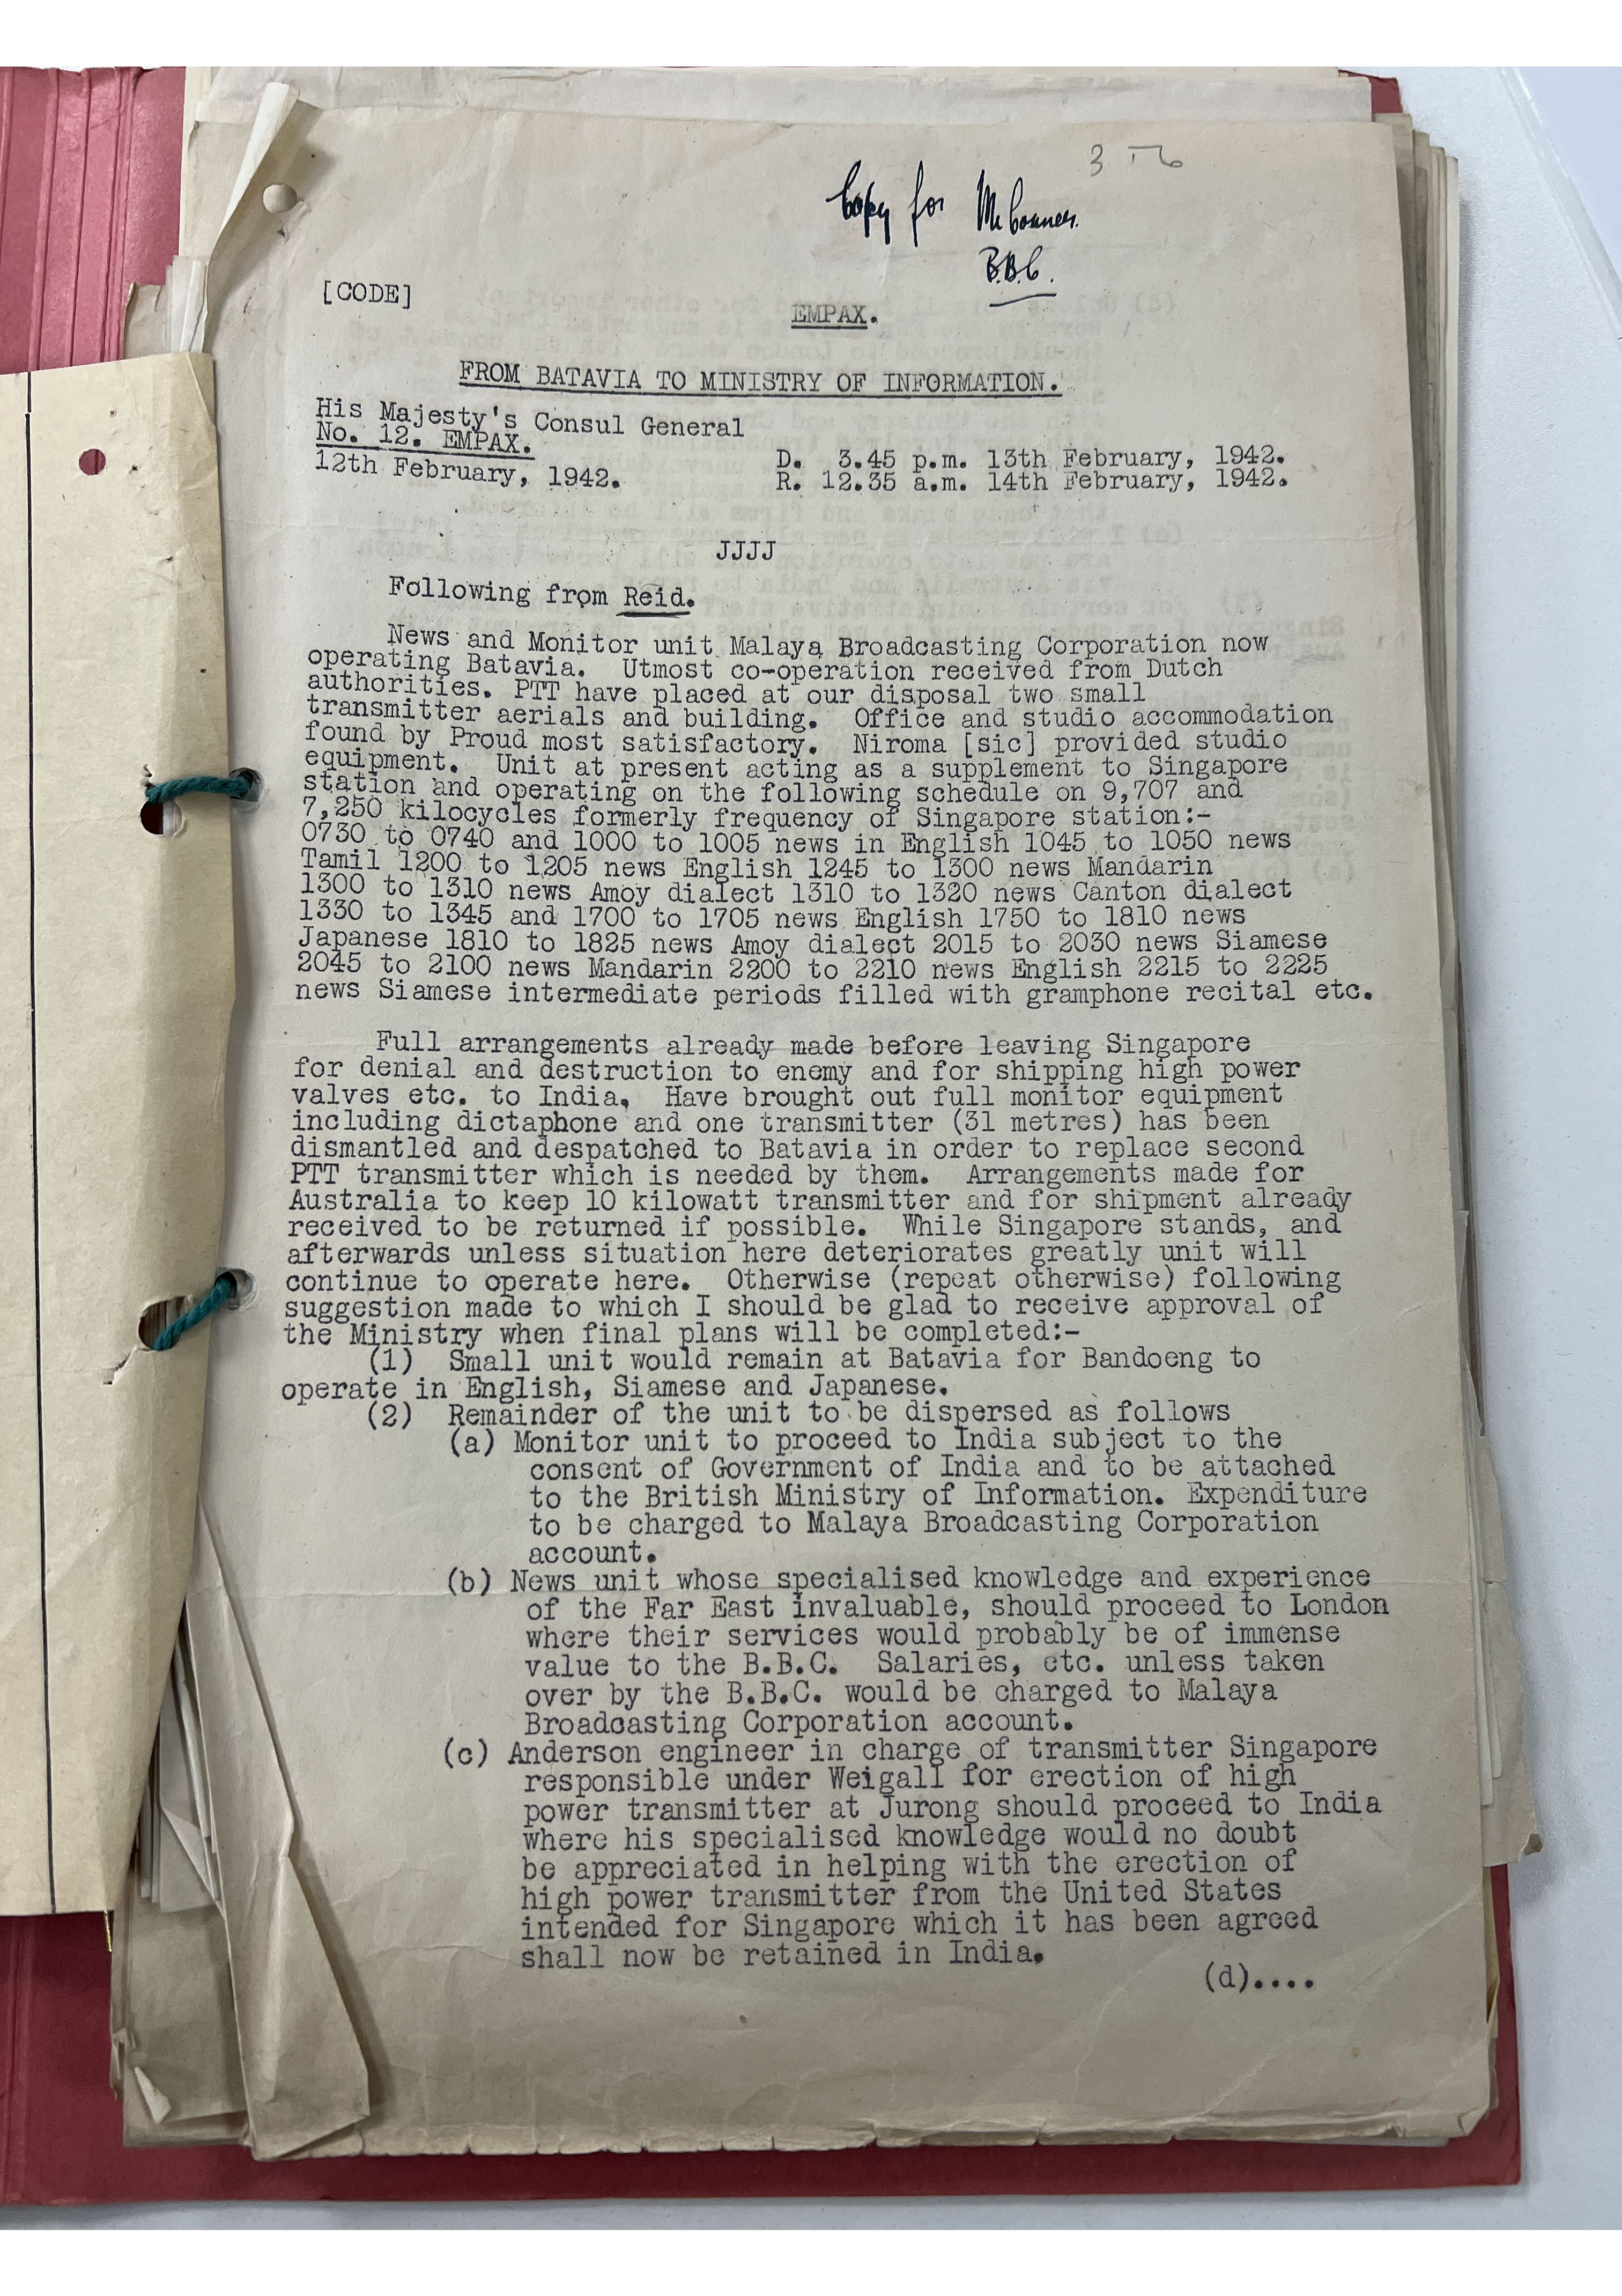 3
Copy for Mr
B.B.C.
[CODE]
EMPAX.
FROM BATAVIA TO MINISTRY OF INFORMATION.
His Majesty's Consul General
No. 12. EMPAX.
12th February, 1942.
D. 3.45 p.m. 13th February, 1942.
R. 12.35 a.m. 14th February, 1942.
JJJJ
Following from Reid.
News and Monitor unit Malaya Broadcasting Corporation now
operating Batavia. Utmost co-operation received from Dutch
authorities. PTT have placed at our disposal two small
transmitter aerials and building. Office and studio accommodation
found by Proud most satisfactory. Niroma [sic] provided studio
equipment. Unit at present acting as a supplement to Singapore
station and operating on the following schedule on 9,707 and
7,250 kilocycles formerly frequency of Singapore station:-
0730 to 0740 and 1000 to 1005 news in English 1045 to 1050 news
Tamil 1200 to 1205 news English 1245 to 1300 news Mandarin
1300 to 1310 news Amoy dialect 1310 to 1320 news Canton dialect
1330 to 1345 and 1700 to 1705 news English 1750 to 1810 news
Japanese 1810 to 1825 news Amoy dialect 2015 to 2030 news Siamese
2045 to 2100 news Mandarin 2200 to 2210 news English 2215 to 2225
news Siamese intermediate periods filled with gramphone recital etc.
Full arrangements already made before leaving Singapore
for denial and destruction to enemy and for shipping high power
valves etc. to India. Have brought out full monitor equipment
including dictaphone and one transmitter (31 metres) has been
dismantled and despatched to Batavia in order to replace second
PTT transmitter which is needed by them. Arrangements made for
Australia to keep 10 kilowatt transmitter and for shipment already
received to be returned if possible. While Singapore stands, and
afterwards unless situation here deteriorates greatly unit will
continue to operate here. Otherwise (repeat otherwise) following
suggestion made to which I should be glad to receive approval of
the Ministry when final plans will be completed:-
(1) Small unit would remain at Batavia for Bandoeng to
operate in English, Siamese and Japanese.
(2) Remainder of the unit to be dispersed as follows
(a) Monitor unit to proceed to India subject to the
consent of Government of India and to be attached
to the British Ministry of Information. Expenditure
to be charged to Malaya Broadcasting Corporation
account.
(b) News unit whose specialised knowledge and experience
of the Far East invaluable, should proceed to London
where their services would probably be of immense
value to the B.B.C. Salaries, etc. unless taken
over by the B.B.C. would be charged to Malaya
Broadcasting Corporation account.
(c) Anderson engineer in charge of transmitter Singapore
responsible under Weigall for erection of high
power transmitter at Jurong should proceed to India
where his specialised knowledge would no doubt
be appreciated in helping with the erection of
high power transmitter from the United States
intended for Singapore which it has been agreed
shall now be retained in India.
(d)....